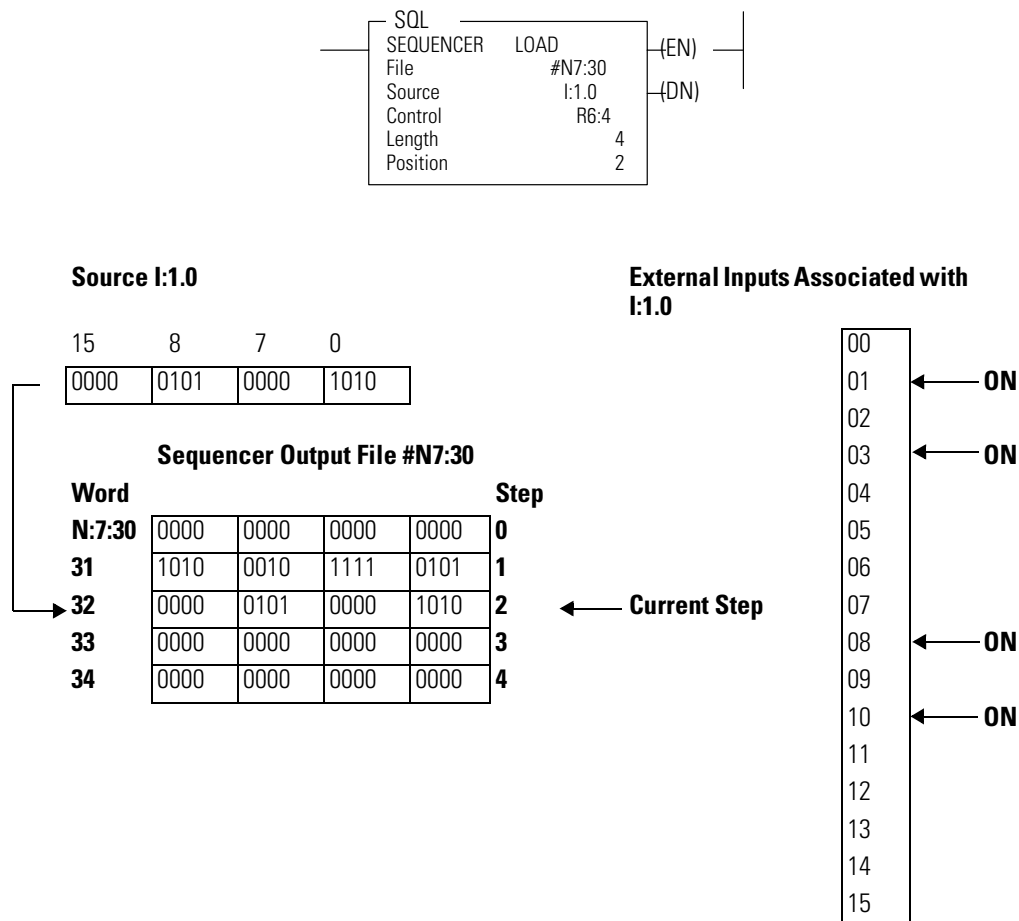 SQL
SEQUENCER LOAD
(EN)
File #N7:30
Source I:1.0
(DN)
Control R6:4
Length 4
Position 2
Source I:1.0
External Inputs Associated with
I:1.0
15 8 7 0
0000 0101 0000 1010
Sequencer Output File #N7:30
Word Step
N:7:30 0000 0000 0000 0000 0
31 1010 0010 1111 0101 1
32 0000 0101 0000 1010 2
Current Step
33 0000 0000 0000 0000 3
34 0000 0000 0000 0000 4
00
01 ON
02
03 ON
04
05
06
07
08 ON
09
10 ON
11
12
13
14
15